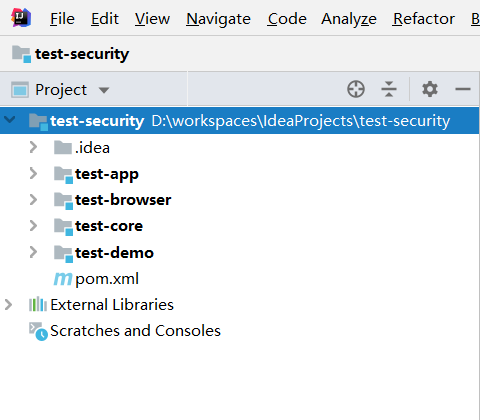 IJ
File Edit View Navigate Code Analyze Refactor B
test-security
Project
test-security D:\workspaces\IdeaProjects\test-security
.idea
test-app
test-browser
test-core
test-demo
m pom.xml
External Libraries
Scratches and Consoles